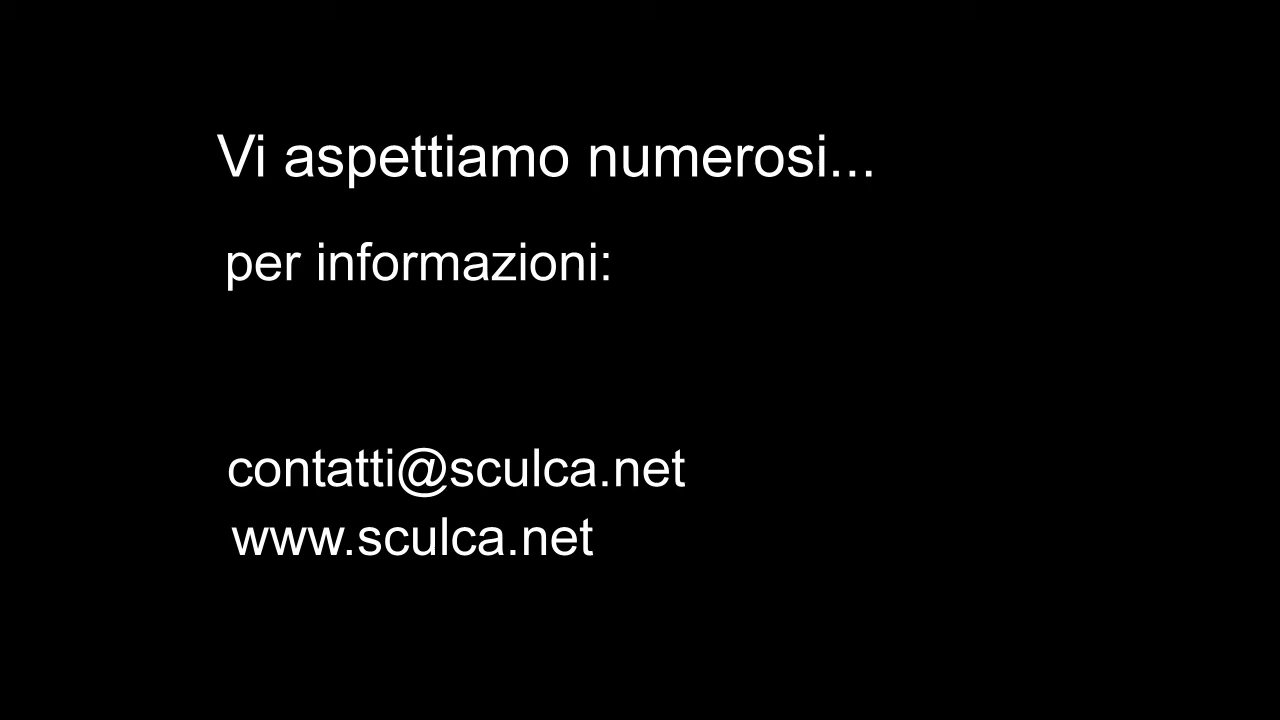 Vi aspettiamo numerosi...
per informazioni:
contatti@sculca.net
www.sculca.net